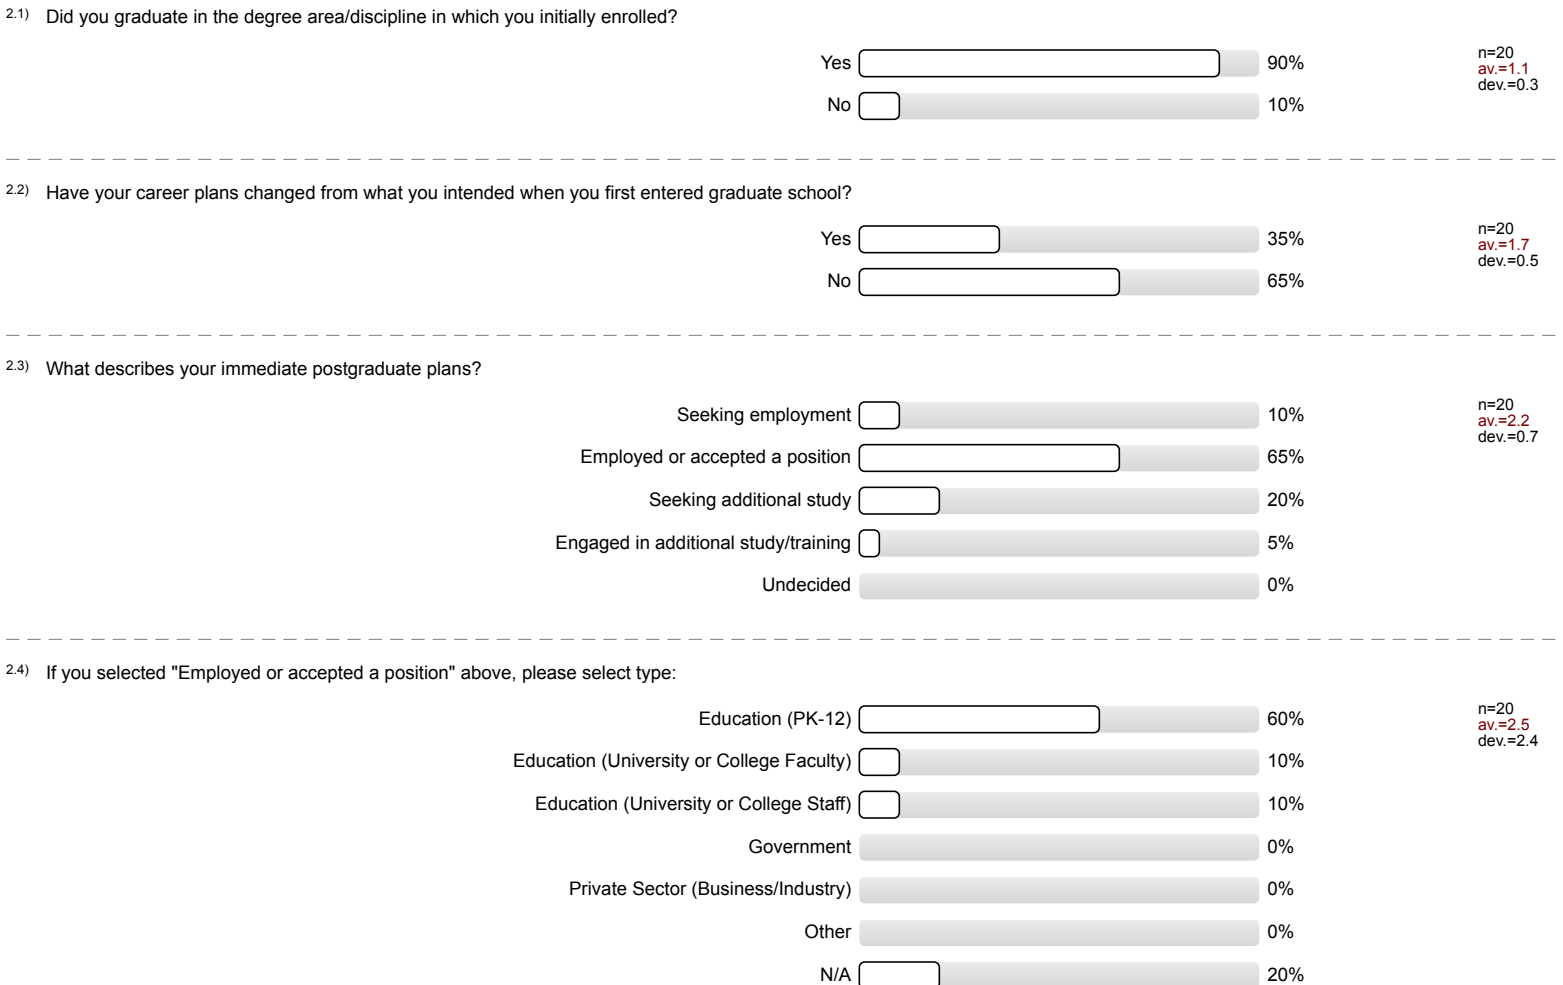 2.1) Did you graduate in the degree area/discipline in which you initially enrolled?
Yes 90%
No 10%
n=20
av.=1.1
dev.=0.3
2.2) Have your career plans changed from what you intended when you first entered graduate school?
Yes 35%
No 65%
n=20
av.=1.7
dev.=0.5
2.3) What describes your immediate postgraduate plans?
Seeking employment 10%
Employed or accepted a position 65%
Seeking additional study 20%
Engaged in additional study/training 5%
Undecided 0%
n=20
av.=2.2
dev.=0.7
2.4) If you selected "Employed or accepted a position" above, please select type:
Education (PK-12) 60%
Education (University or College Faculty) 10%
Education (University or College Staff) 10%
Government 0%
Private Sector (Business/Industry) 0%
Other 0%
N/A 20%
n=20
av.=2.5
dev.=2.4